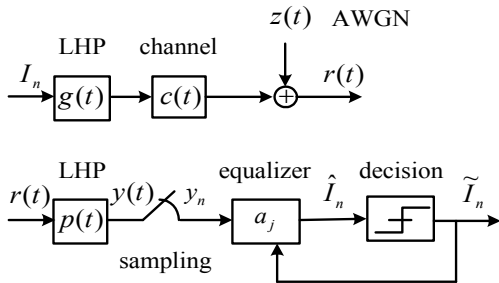 z(t) AWGN
LHP channel
I_n g(t) c(t) + r(t)
LHP equalizer decision
r(t) p(t) y(t) y_n a_j Î_n Ĩ_n
sampling